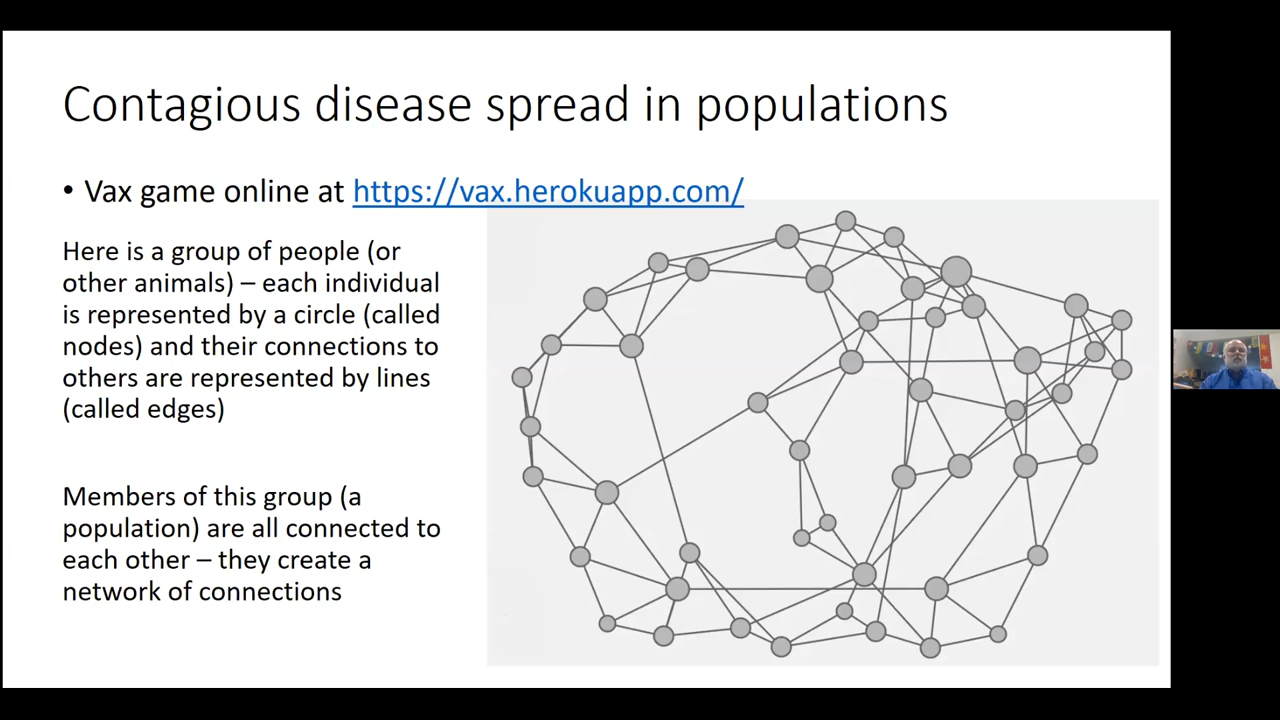 Contagious disease spread in populations
• Vax game online at https://vax.herokuapp.com/
Here is a group of people (or
other animals) – each individual
is represented by a circle (called
nodes) and their connections to
others are represented by lines
(called edges)
Members of this group (a
population) are all connected to
each other – they create a
network of connections